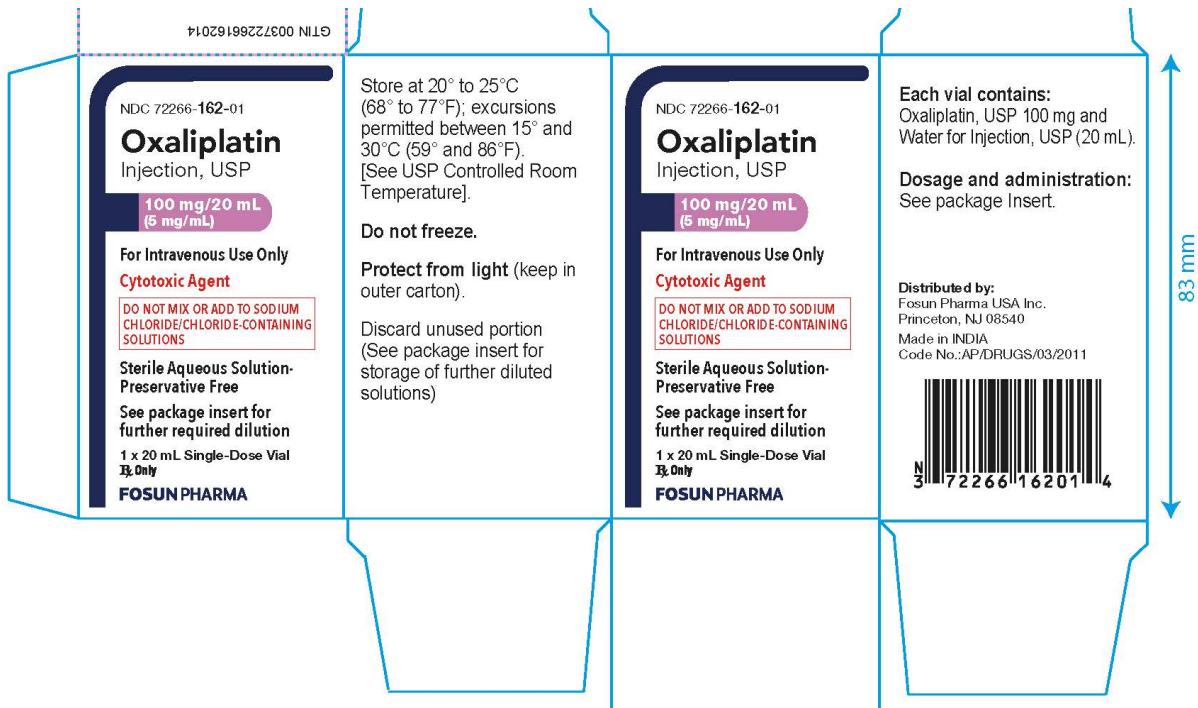 GTIN 00372266162014
NDC 72266-162-01
Oxaliplatin
Injection, USP
100 mg/20 mL
(5 mg/mL)
For Intravenous Use Only
Cytotoxic Agent
DO NOT MIX OR ADD TO SODIUM
CHLORIDE/CHLORIDE-CONTAINING
SOLUTIONS
Sterile Aqueous Solution-
Preservative Free
See package insert for
further required dilution
1 x 20 mL Single-Dose Vial
℞ Only
FOSUN PHARMA
Store at 20° to 25°C
(68° to 77°F); excursions
permitted between 15° and
30°C (59° and 86°F).
[See USP Controlled Room
Temperature].
Do not freeze.
Protect from light (keep in
outer carton).
Discard unused portion
(See package insert for
storage of further diluted
solutions)
NDC 72266-162-01
Oxaliplatin
Injection, USP
100 mg/20 mL
(5 mg/mL)
For Intravenous Use Only
Cytotoxic Agent
DO NOT MIX OR ADD TO SODIUM
CHLORIDE/CHLORIDE-CONTAINING
SOLUTIONS
Sterile Aqueous Solution-
Preservative Free
See package insert for
further required dilution
1 x 20 mL Single-Dose Vial
℞ Only
FOSUN PHARMA
Each vial contains:
Oxaliplatin, USP 100 mg and
Water for Injection, USP (20 mL).
Dosage and administration:
See package Insert.
Distributed by:
Fosun Pharma USA Inc.
Princeton, NJ 08540
Made in INDIA
Code No.:AP/DRUGS/03/2011
N
3 72266 16201 4
83 mm